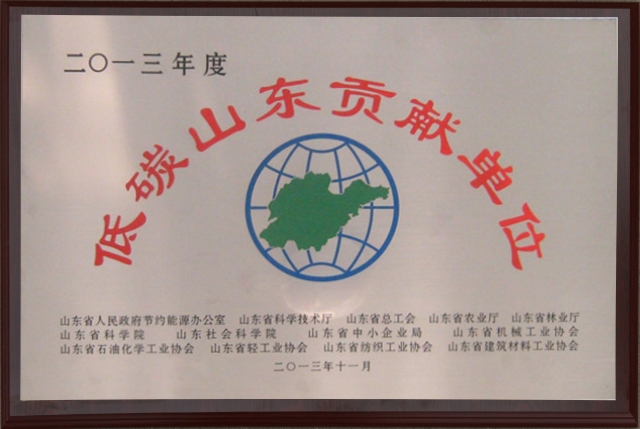 二〇一三年度
低碳山东贡献单位
山东省人民政府节约能源办公室 山东省科学技术厅 山东省总工会 山东省农业厅 山东省林业厅
山东省科学院 山东社会科学院 山东省中小企业局 山东省机械工业协会
山东省石油化学工业协会 山东省轻工业协会 山东省纺织工业协会 山东省建筑材料工业协会
二〇一三年十一月